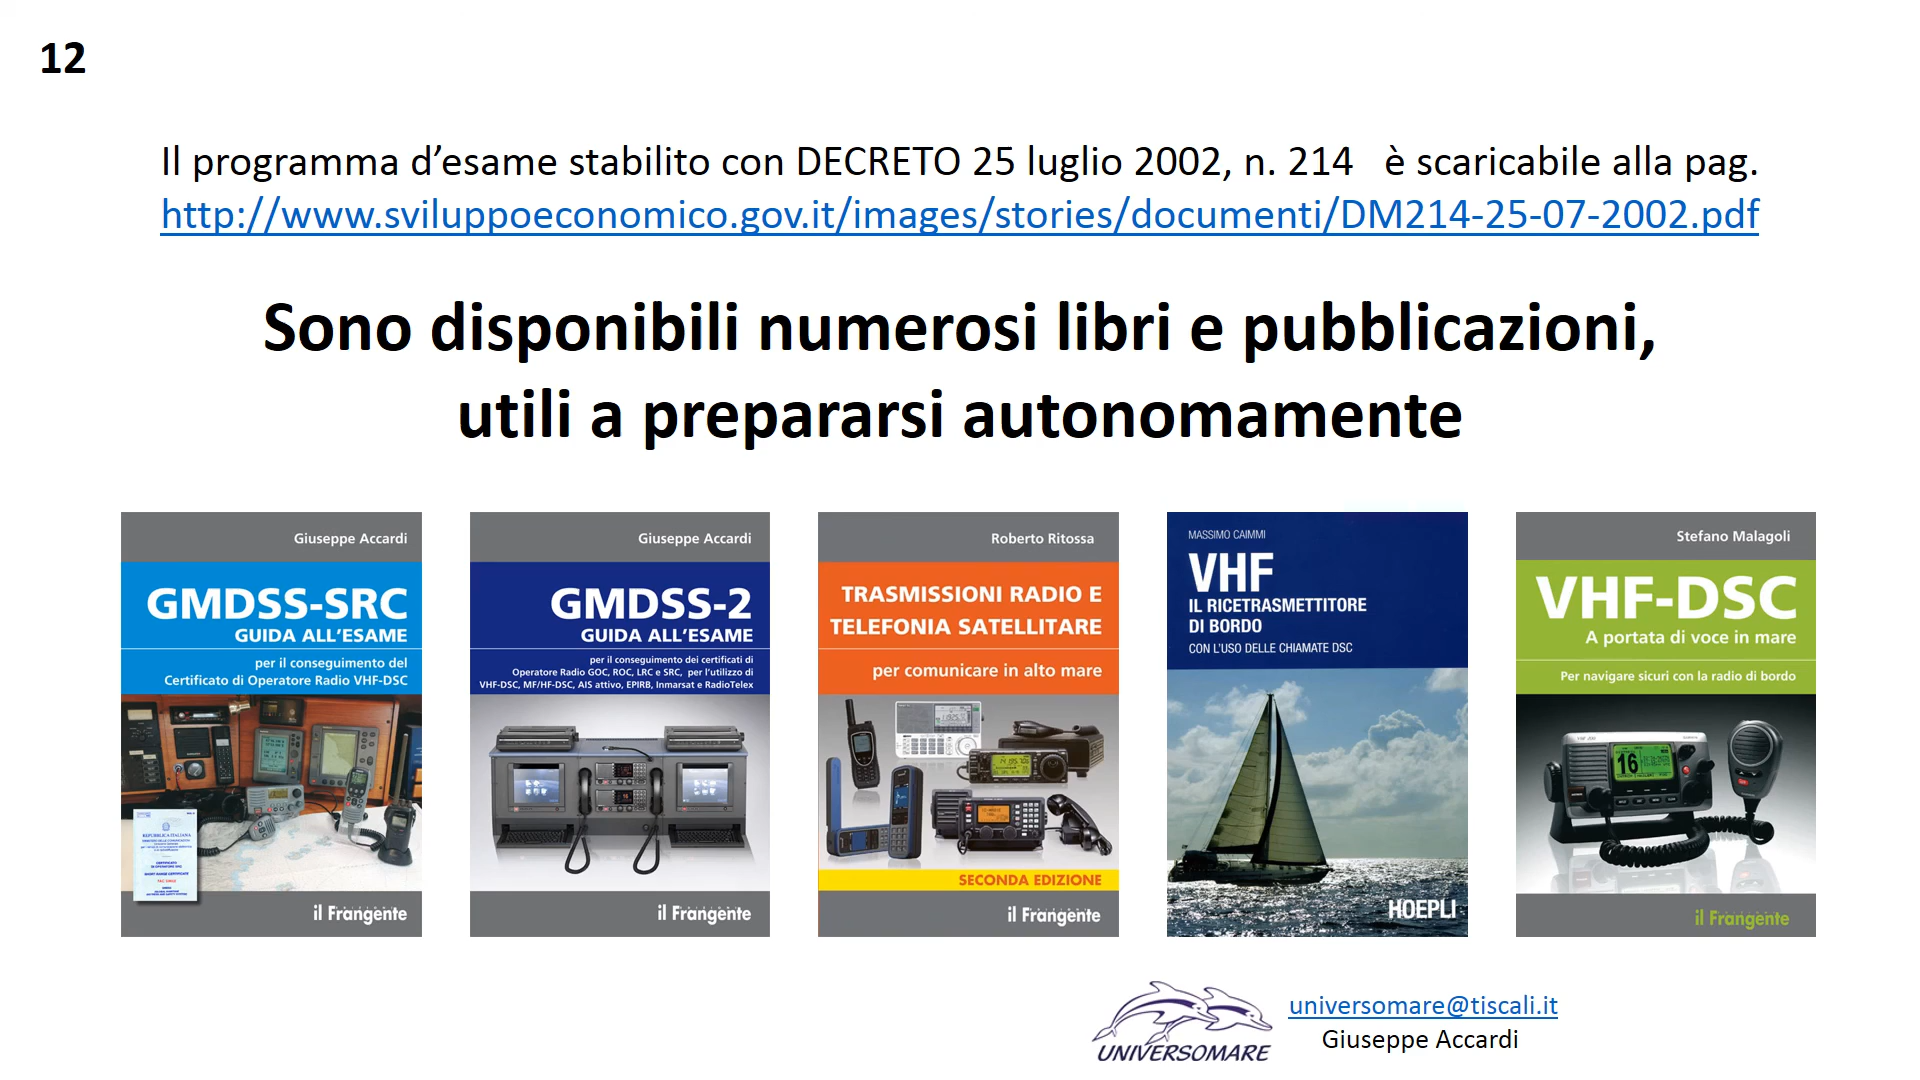 12
Il programma d’esame stabilito con DECRETO 25 luglio 2002, n. 214 è scaricabile alla pag.
http://www.sviluppoeconomico.gov.it/images/stories/documenti/DM214-25-07-2002.pdf
Sono disponibili numerosi libri e pubblicazioni,
utili a prepararsi autonomamente
Giuseppe Accardi
GMDSS-SRC
GUIDA ALL’ESAME
per il conseguimento del
Certificato di Operatore Radio VHF-DSC
REPUBBLICA ITALIANA
il Frangente
Giuseppe Accardi
GMDSS-2
GUIDA ALL’ESAME
per il conseguimento dei certificati di
Operatore Radio GOC, ROC, LRC e SRC, per l’utilizzo di
VHF-DSC, MF/HF-DSC, AIS attivo, EPIRB, Inmarsat e RadioTelex
il Frangente
Roberto Ritossa
TRASMISSIONI RADIO E
TELEFONIA SATELLITARE
per comunicare in alto mare
SECONDA EDIZIONE
il Frangente
MASSIMO CAIMMI
VHF
IL RICETRASMETTITORE
DI BORDO
CON L’USO DELLE CHIAMATE DSC
HOEPLI
Stefano Malagoli
VHF-DSC
A portata di voce in mare
Per navigare sicuri con la radio di bordo
16
il Frangente
UNIVERSOMARE
universomare@tiscali.it
Giuseppe Accardi